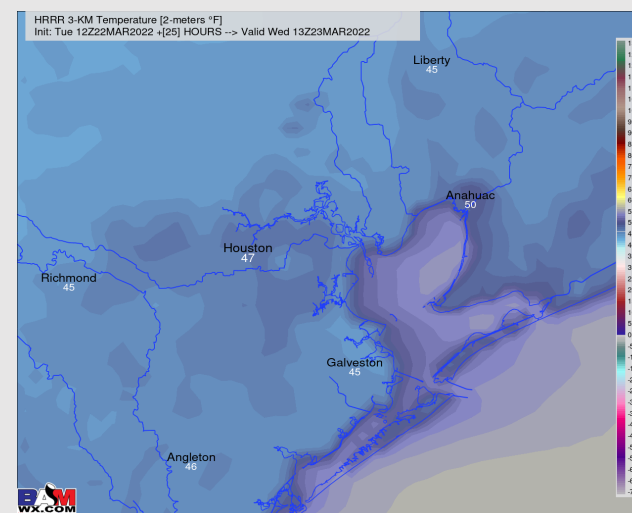 HRRR 3-KM Temperature [2-meters °F]
Init: Tue 12Z22MAR2022 +[25] HOURS --> Valid Wed 13Z23MAR2022
Liberty
45
Anahuac
50
Houston
47
Richmond
45
Galveston
45
Angleton
46
BAM
WX.COM